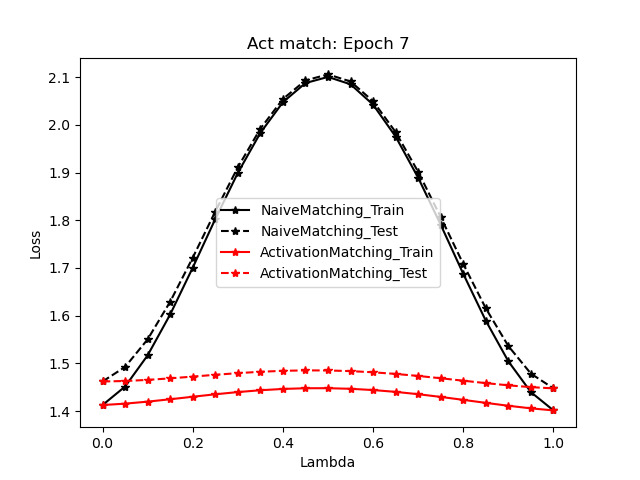 Act match: Epoch 7
Loss
2.1
2.0
1.9
1.8
1.7
1.6
1.5
1.4
NaiveMatching_Train
NaiveMatching_Test
ActivationMatching_Train
ActivationMatching_Test
0.0 0.2 0.4 0.6 0.8 1.0
Lambda